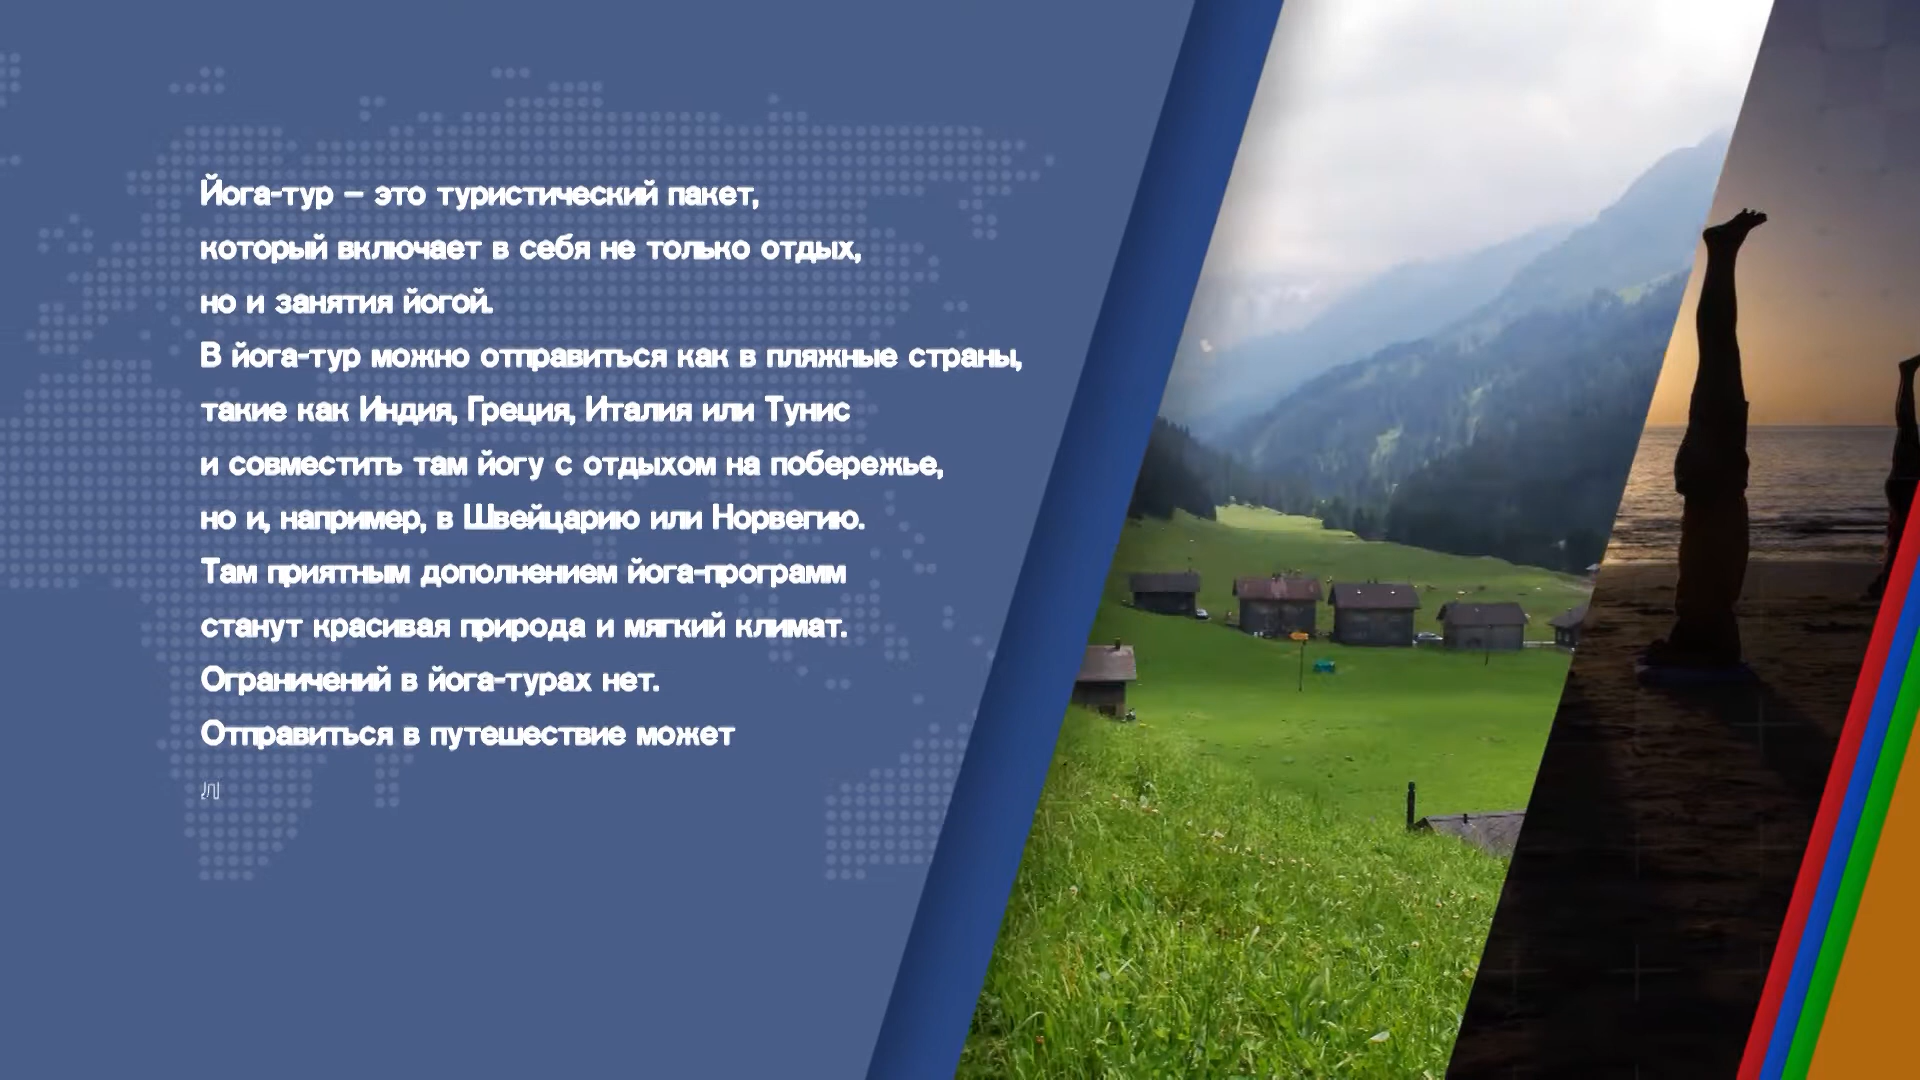 Йога-тур – это туристический пакет,
который включает в себя не только отдых,
но и занятия йогой.
В йога-тур можно отправиться как в пляжные страны,
такие как Индия, Греция, Италия или Тунис
и совместить там йогу с отдыхом на побережье,
но и, например, в Швейцарию или Норвегию.
Там приятным дополнением йога-программ
станут красивая природа и мягкий климат.
Ограничений в йога-турах нет.
Отправиться в путешествие может